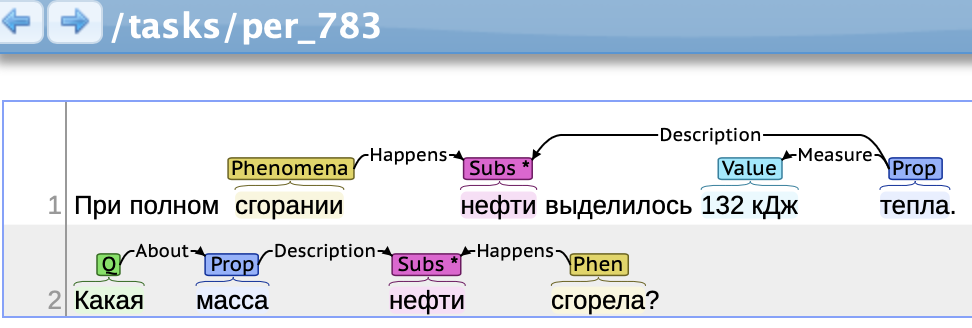 /tasks/per_783
Description
Happens Measure
Phenomena Subs * Value Prop
1 При полном сгорании нефти выделилось 132 кДж тепла.
About Description Happens
Q Prop Subs * Phen
2 Какая масса нефти сгорела?